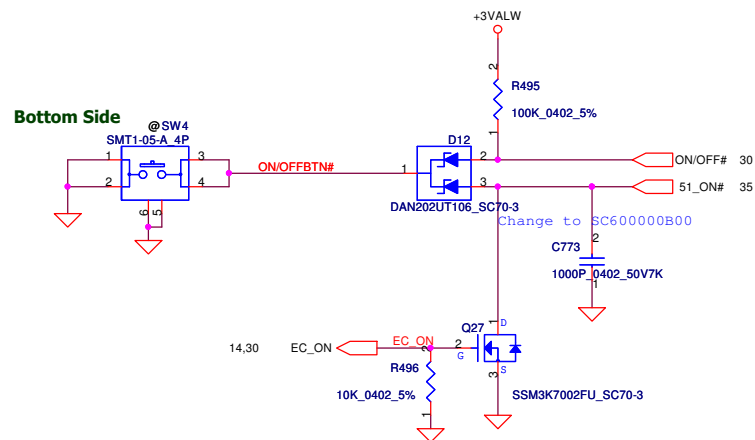 +3VALW
2
R495
100K_0402_5%
1
Bottom Side
@SW4
SMT1-05-A_4P
1
3
2
4
6
5
ON/OFFBTN#
D12
1
2
3
DAN202UT106_SC70-3
ON/OFF# 30
51_ON# 35
Change to SC600000B00
C773
2
1000P_0402_50V7K
1
14,30 EC_ON
EC_ON
2
R496
10K_0402_5%
1
Q27
1 D
2
G
S
3
SSM3K7002FU_SC70-3